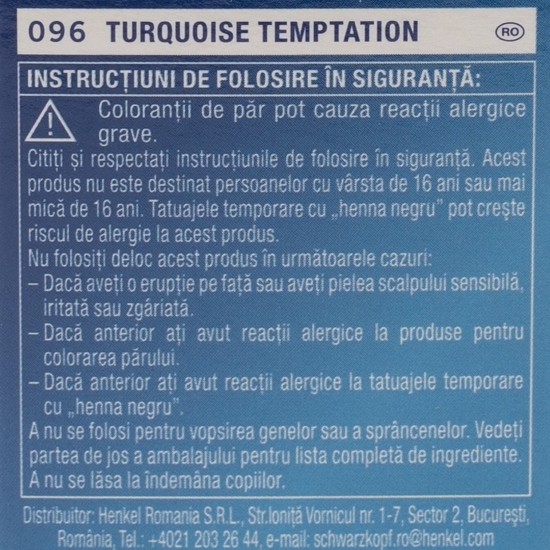 096 TURQUOISE TEMPTATION RO
INSTRUCȚIUNI DE FOLOSIRE ÎN SIGURANȚĂ:
Coloranții de păr pot cauza reacții alergice
grave.
Citiți și respectați instrucțiunile de folosire în siguranță. Acest
produs nu este destinat persoanelor cu vârsta de 16 ani sau mai
mică de 16 ani. Tatuajele temporare cu „henna negru” pot crește
riscul de alergie la acest produs.
Nu folosiți deloc acest produs în următoarele cazuri:
– Dacă aveți o erupție pe față sau aveți pielea scalpului sensibilă,
iritată sau zgâriată.
– Dacă anterior ați avut reacții alergice la produse pentru
colorarea părului.
– Dacă anterior ați avut reacții alergice la tatuajele temporare
cu „henna negru”.
A nu se folosi pentru vopsirea genelor sau a sprâncenelor. Vedeți
partea de jos a ambalajului pentru lista completă de ingrediente.
A nu se lăsa la îndemâna copiilor.
Distribuitor: Henkel Romania S.R.L., Str.Ioniță Vornicul nr. 1-7, Sector 2, București,
România, Tel.: +4021 203 26 44, e-mail: schwarzkopf.ro@henkel.com